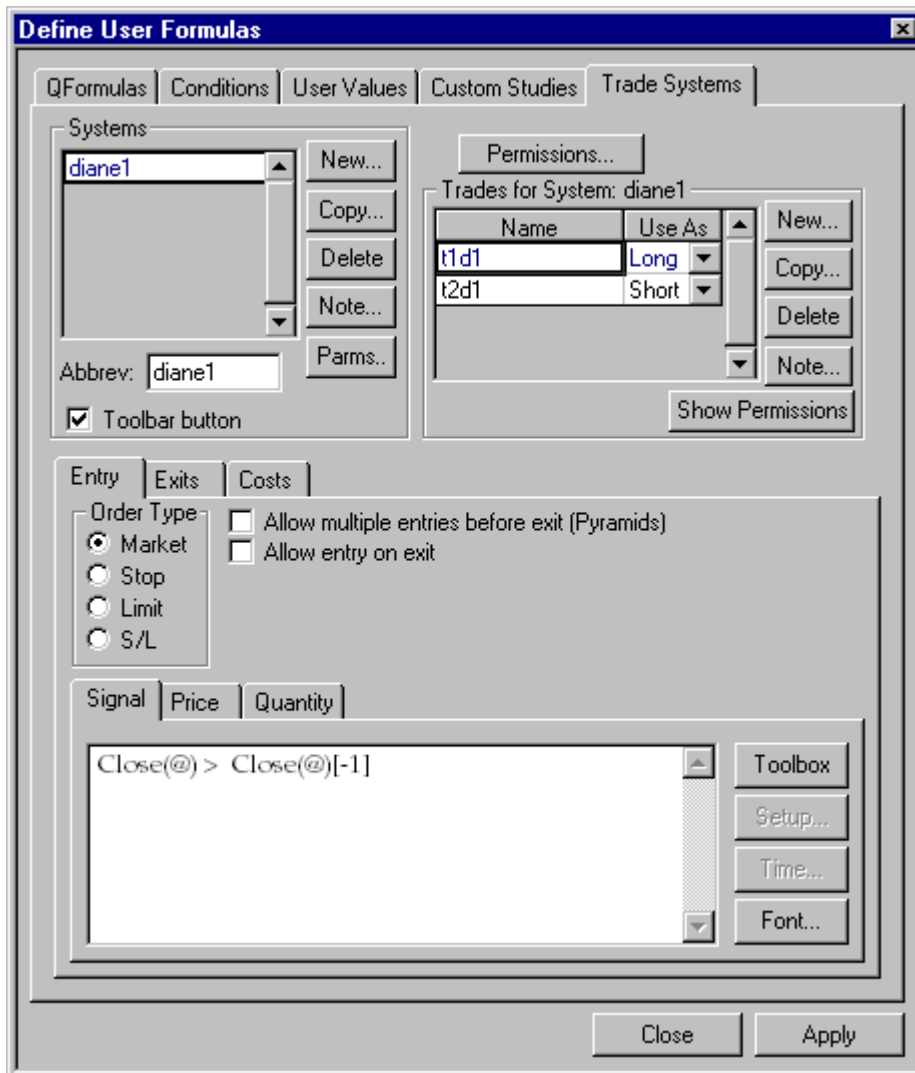 Define User Formulas
QFormulas Conditions User Values Custom Studies Trade Systems
Systems
diane1
New...
Copy...
Delete
Note...
Parms..
Abbrev: diane1
Toolbar button
Permissions...
Trades for System: diane1
Name Use As
t1d1 Long
t2d1 Short
New...
Copy...
Delete
Note...
Show Permissions
Entry Exits Costs
Order Type
Market
Stop
Limit
S/L
Allow multiple entries before exit (Pyramids)
Allow entry on exit
Signal Price Quantity
Close(@) > Close(@)[-1]
Toolbox
Setup...
Time...
Font...
Close Apply